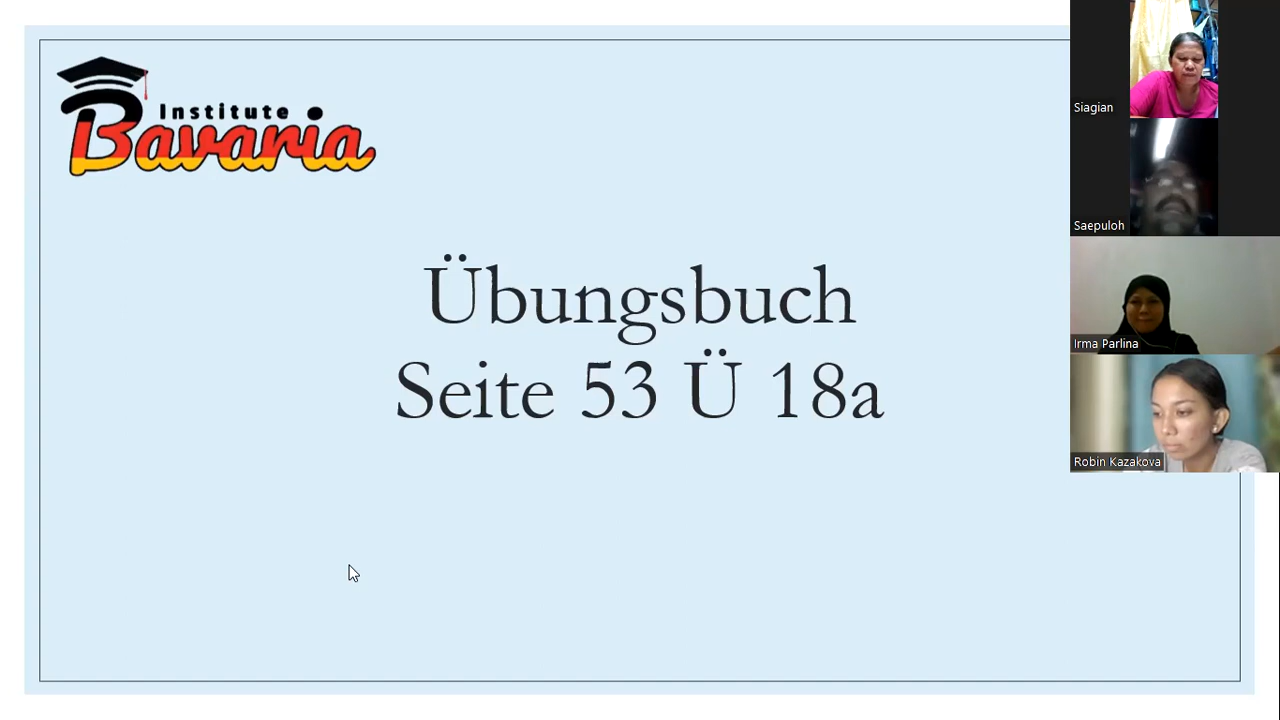 Institute
Bavaria
Übungsbuch
Seite 53 Ü 18a
Siagian
Saepuloh
Irma Parlina
Robin Kazakova